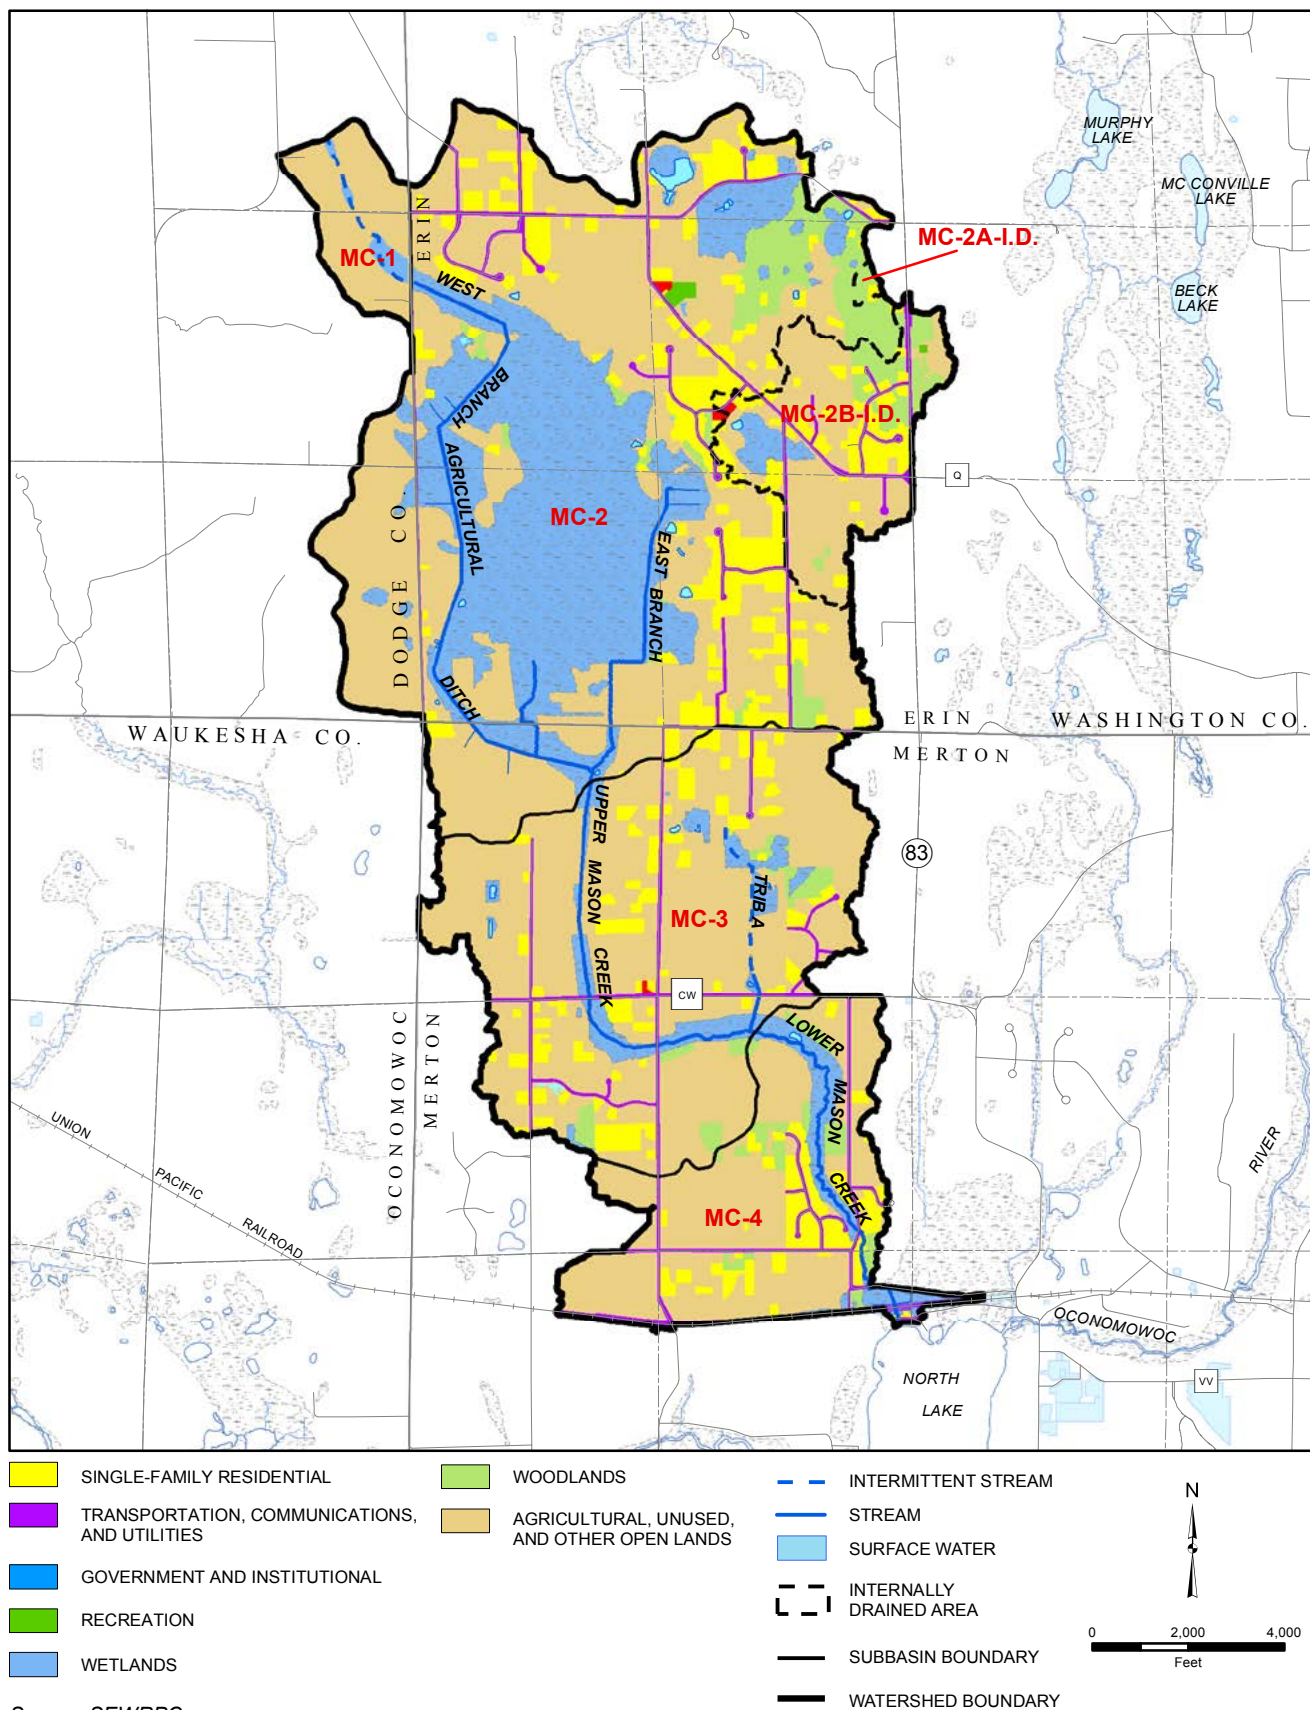 MURPHY
LAKE
MC CONVILLE
LAKE
MC-2A-I.D.
ERIN
MC-1
WEST
BECK
LAKE
BRANCH
MC-2B-I.D.
AGRICULTURAL
Q
DODGE CO.
MC-2
EAST BRANCH
DITCH
ERIN
WASHINGTON CO.
WAUKESHA CO.
MERTON
UPPER MASON CREEK
83
TRIB A
MC-3
CW
LOWER MASON CREEK
OCONOMOWOC
MERTON
UNION PACIFIC RAILROAD
RIVER
MC-4
OCONOMOWOC
NORTH
LAKE
VV
SINGLE-FAMILY RESIDENTIAL
TRANSPORTATION, COMMUNICATIONS,
AND UTILITIES
GOVERNMENT AND INSTITUTIONAL
RECREATION
WETLANDS
WOODLANDS
AGRICULTURAL, UNUSED,
AND OTHER OPEN LANDS
INTERMITTENT STREAM
STREAM
SURFACE WATER
INTERNALLY
DRAINED AREA
SUBBASIN BOUNDARY
WATERSHED BOUNDARY
N
0 2,000 4,000
Feet